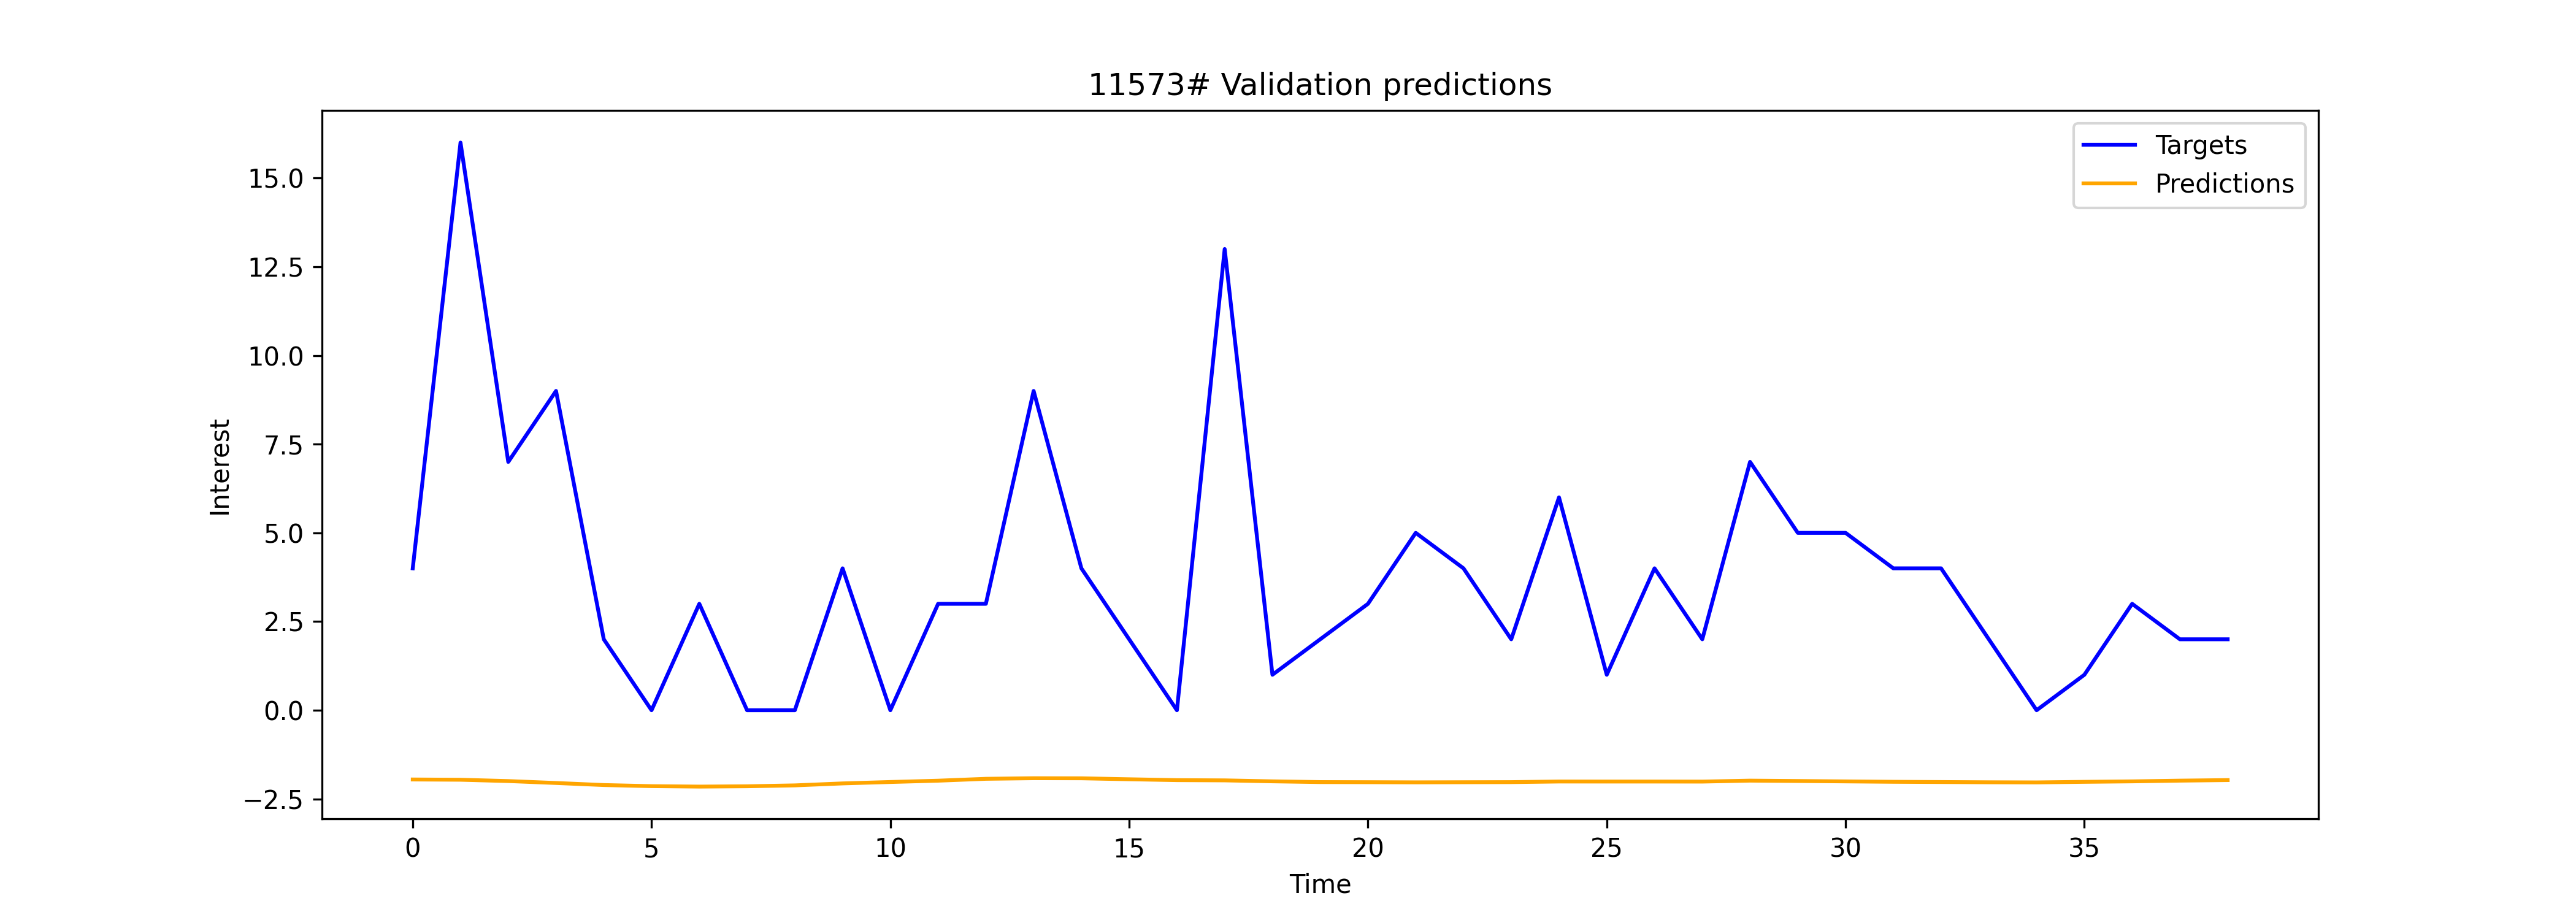 11573# Validation predictions
Targets
Predictions
15.0
12.5
10.0
7.5
5.0
2.5
0.0
−2.5
Interest
0 5 10 15 20 25 30 35
Time